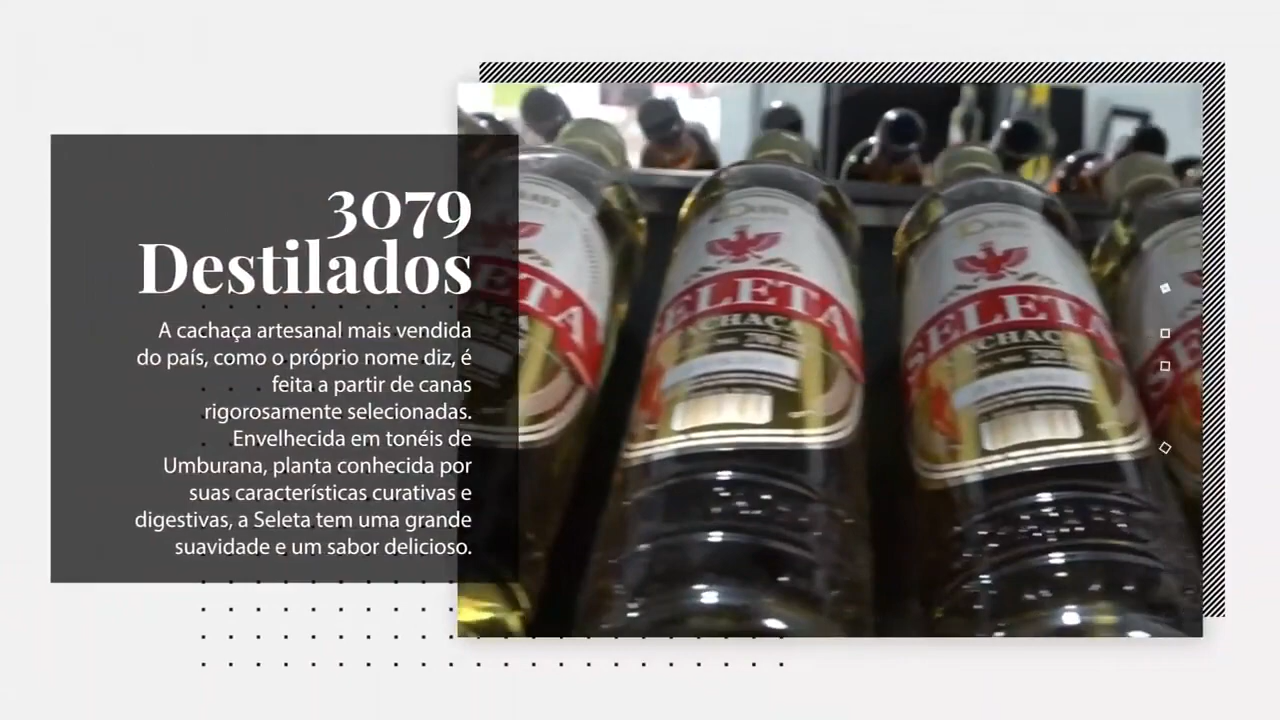 3079
Destilados
A cachaça artesanal mais vendida
do país, como o próprio nome diz, é
feita a partir de canas
rigorosamente selecionadas.
Envelhecida em tonéis de
Umburana, planta conhecida por
suas características curativas e
digestivas, a Seleta tem uma grande
suavidade e um sabor delicioso.
SELETA
CACHAÇA
SELETA
CACHAÇA